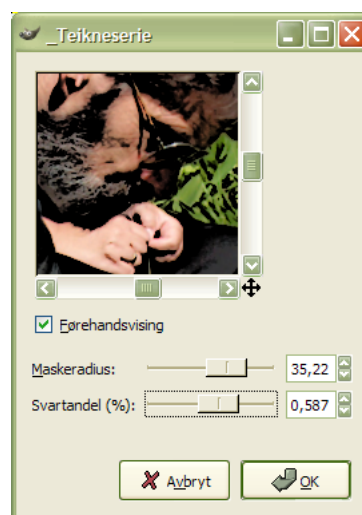 _Teikneserie
Førehandsvising
Maskeradius: 35,22
Svartandel (%): 0,587
Avbryt OK